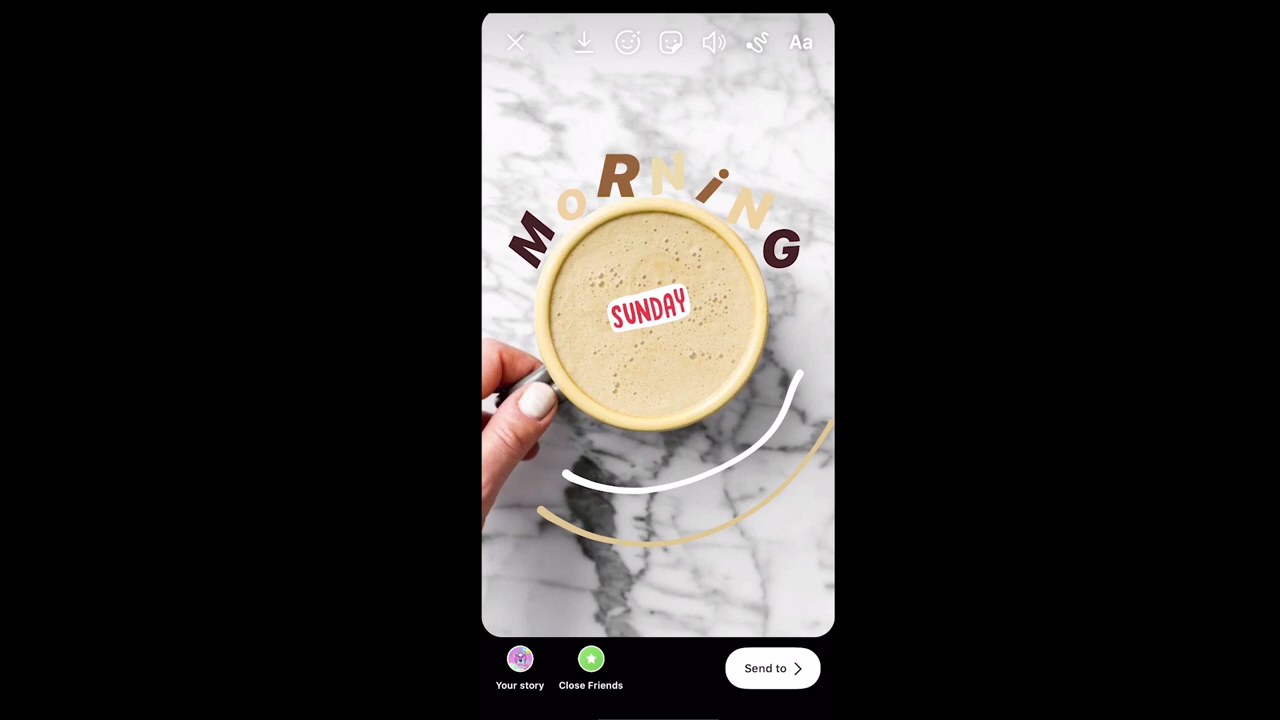 Aa
MoRNiNG
SUNDAY
Your story
Close Friends
Send to